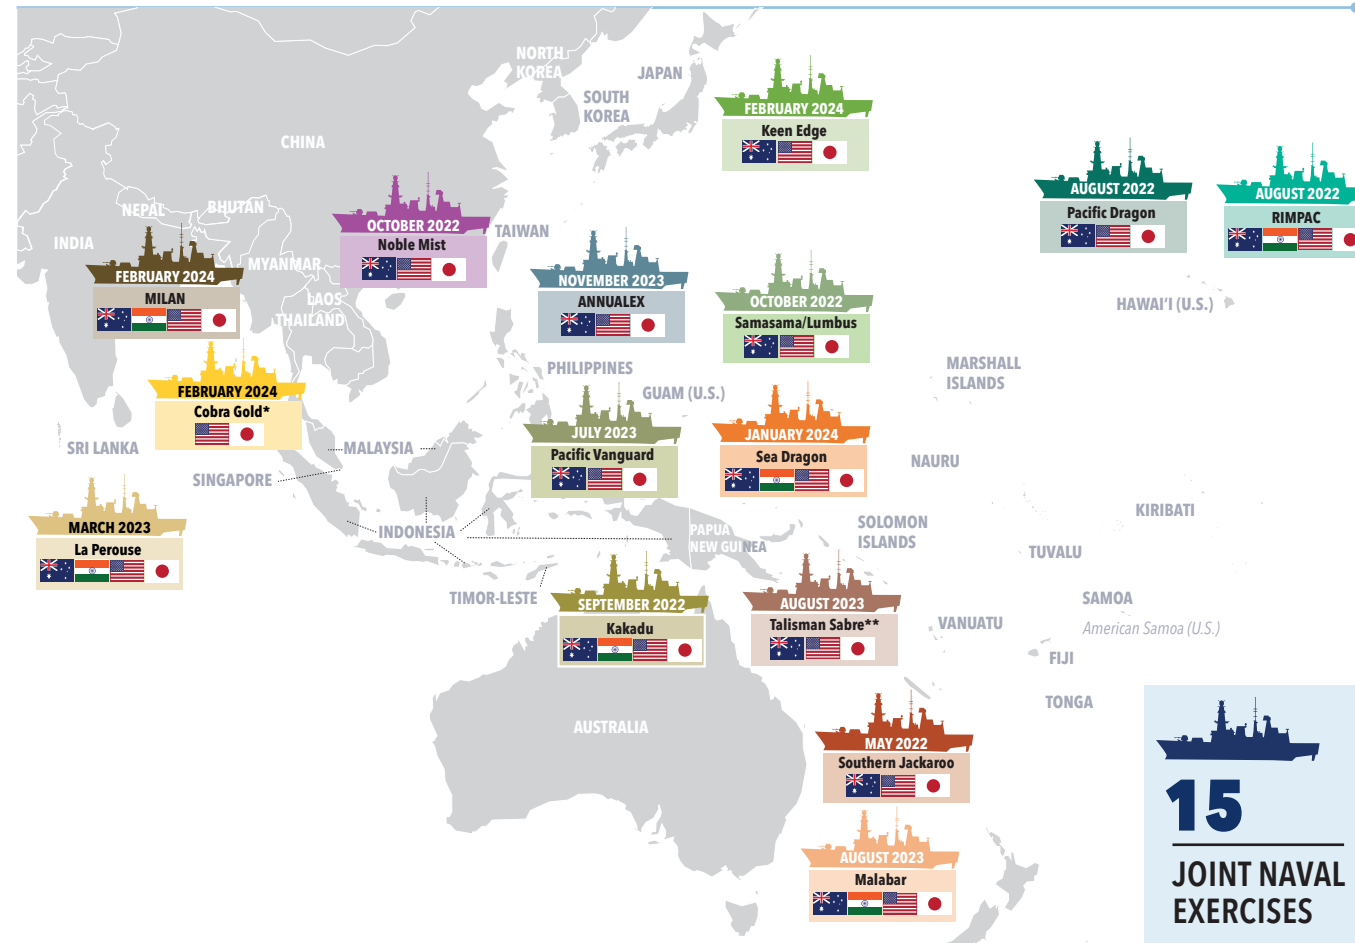 NORTH
KOREA
JAPAN
SOUTH
KOREA
FEBRUARY 2024
Keen Edge
CHINA
AUGUST 2022
Pacific Dragon
AUGUST 2022
RIMPAC
NEPAL
BHUTAN
OCTOBER 2022
Noble Mist
TAIWAN
INDIA
MYANMAR
FEBRUARY 2024
MILAN
LAOS
THAILAND
NOVEMBER 2023
ANNUALEX
OCTOBER 2022
Samasama/Lumbus
HAWAI'I (U.S.)
PHILIPPINES
GUAM (U.S.)
MARSHALL
ISLANDS
FEBRUARY 2024
Cobra Gold*
JULY 2023
Pacific Vanguard
JANUARY 2024
Sea Dragon
SRI LANKA
MALAYSIA
SINGAPORE
NAURU
MARCH 2023
La Perouse
INDONESIA
PAPUA
NEW GUINEA
SOLOMON
ISLANDS
KIRIBATI
TUVALU
TIMOR-LESTE
SEPTEMBER 2022
Kakadu
AUGUST 2023
Talisman Sabre**
VANUATU
SAMOA
American Samoa (U.S.)
FIJI
TONGA
AUSTRALIA
MAY 2022
Southern Jackaroo
AUGUST 2023
Malabar
15
JOINT NAVAL
EXERCISES